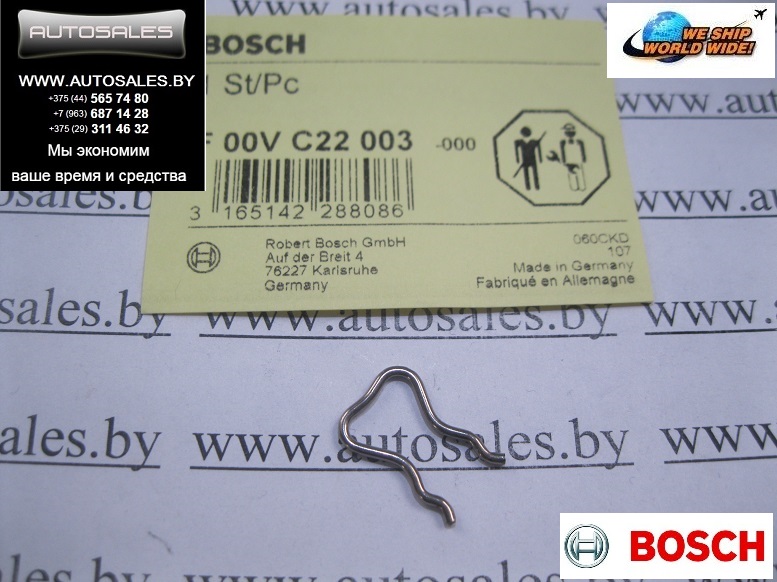 AUTOSALES
WWW.AUTOSALES.BY
+375 (44) 565 74 80
+7 (963) 687 14 28
+375 (29) 311 46 32
Мы экономим
ваше время и средства
WE SHIP
WORLD WIDE!
BOSCH
1 St/Pc
F 00V C22 003 -000
3 165142 288086
Robert Bosch GmbH
Auf der Breit 4
76227 Karlsruhe
Germany
060CKD
107
Made in Germany
Fabriqué en Allemagne
www.autosales.by
BOSCH